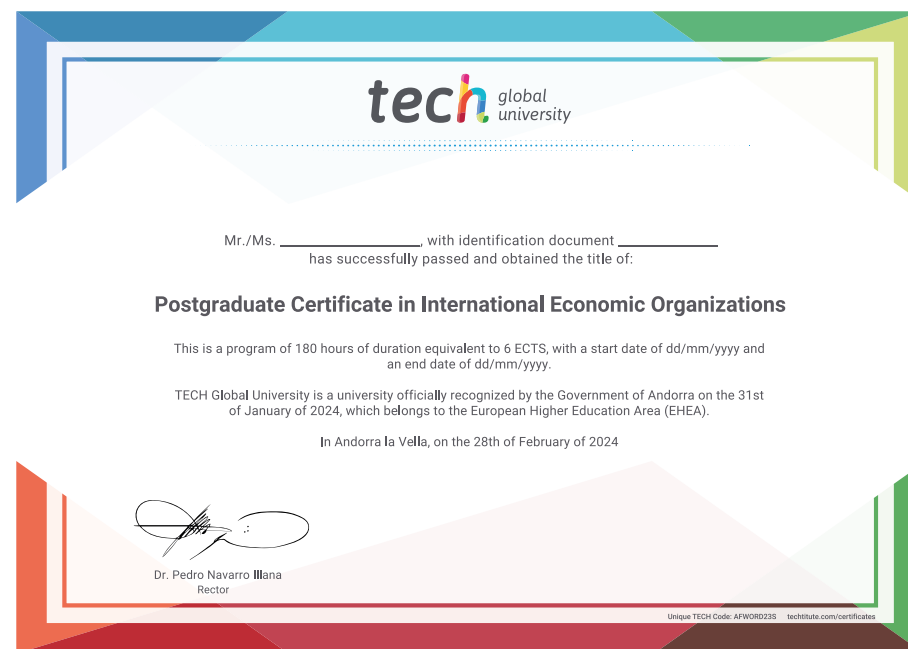 tech global university
Mr./Ms. ____________, with identification document ____________
has successfully passed and obtained the title of:
Postgraduate Certificate in International Economic Organizations
This is a program of 180 hours of duration equivalent to 6 ECTS, with a start date of dd/mm/yyyy and
an end date of dd/mm/yyyy.
TECH Global University is a university officially recognized by the Government of Andorra on the 31st
of January of 2024, which belongs to the European Higher Education Area (EHEA).
In Andorra la Vella, on the 28th of February of 2024
Dr. Pedro Navarro Illana
Rector
Unique TECH Code: AFWORD23S techtitute.com/certificates